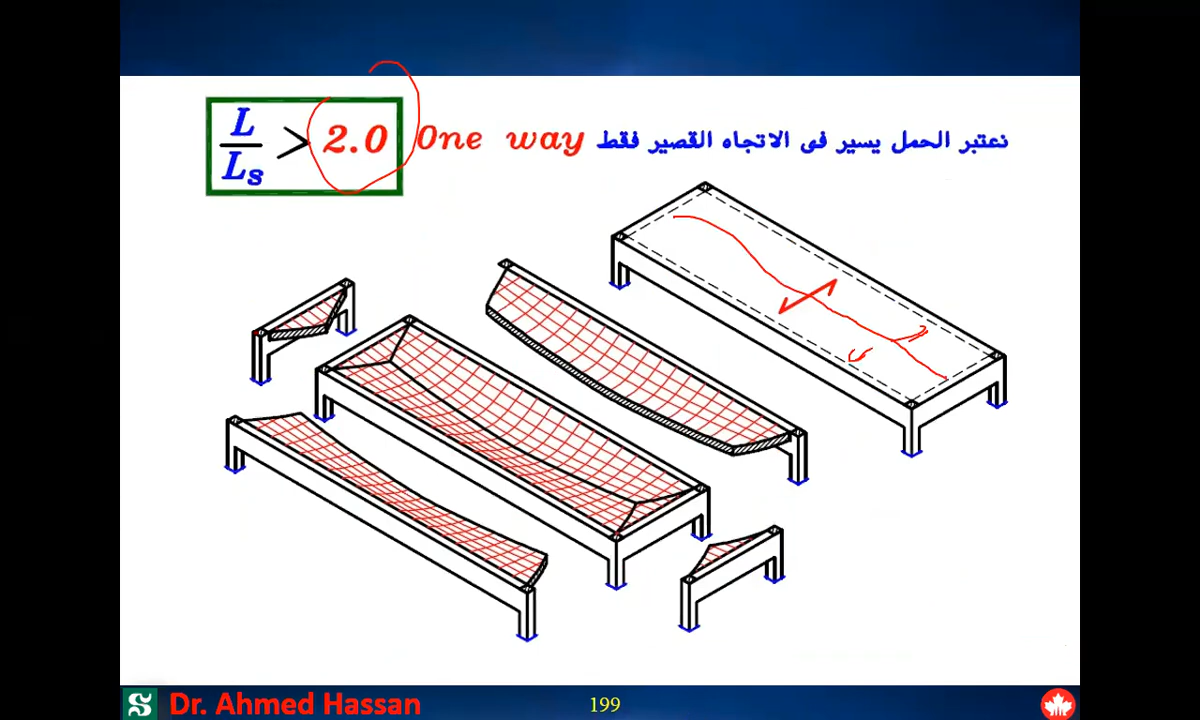 L/Ls > 2.0 One way نعتبر الحمل يسير فى الاتجاه القصير فقط
Dr. Ahmed Hassan
199